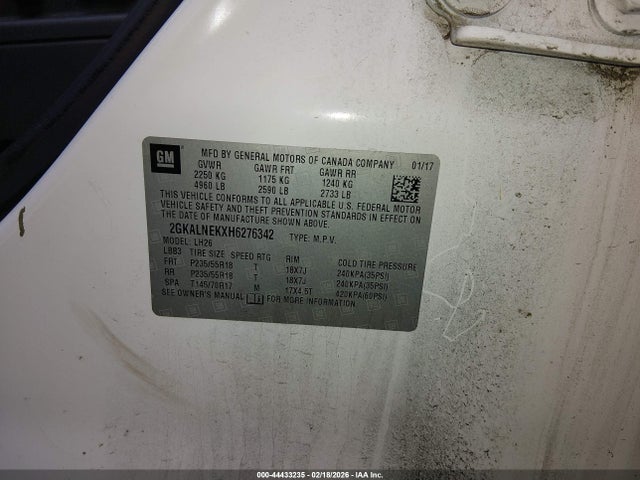 GM
MFD BY GENERAL MOTORS OF CANADA COMPANY 01/17
GVWR GAWR FRT GAWR RR
2250 KG 1175 KG 1240 KG
4960 LB 2590 LB 2733 LB
THIS VEHICLE CONFORMS TO ALL APPLICABLE U.S. FEDERAL MOTOR
VEHICLE SAFETY AND THEFT PREVENTION STANDARDS IN EFFECT ON
THE DATE OF MANUFACTURE SHOWN ABOVE.
2GKALNEKXH6276342 TYPE: M.P.V.
MODEL: LH26
LBB3 TIRE SIZE SPEED RTG RIM COLD TIRE PRESSURE
FRT P235/55R18 T 18X7J 240KPA(35PSI)
RR P235/55R18 T 18X7J 240KPA(35PSI)
SPA T145/70R17 M 17X4.5T 420KPA(60PSI)
SEE OWNER'S MANUAL FOR MORE INFORMATION
000-44433235 - 02/18/2026 - IAA Inc.